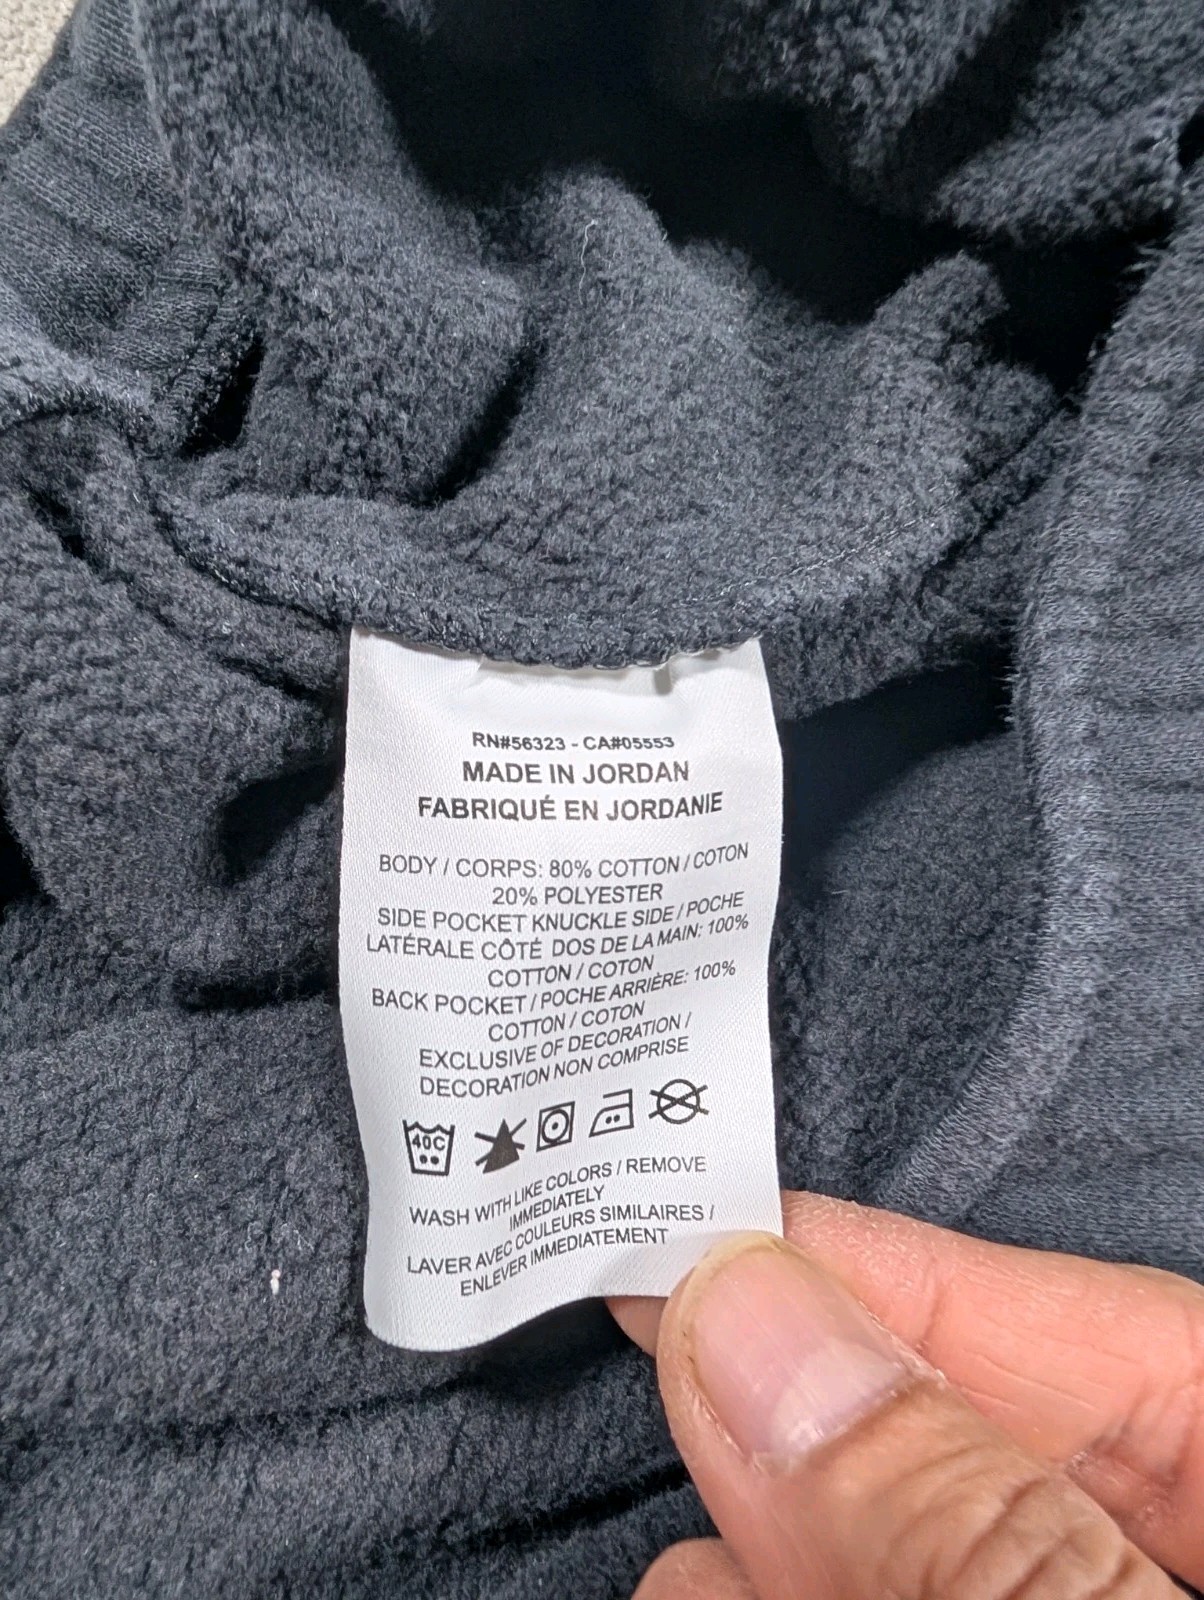 RN#56323 - CA#05553
MADE IN JORDAN
FABRIQUÉ EN JORDANIE
BODY / CORPS: 80% COTTON / COTON
20% POLYESTER
SIDE POCKET KNUCKLE SIDE / POCHE
LATÉRALE CÔTÉ DOS DE LA MAIN: 100%
COTTON / COTON
BACK POCKET / POCHE ARRIÈRE: 100%
COTTON / COTON
EXCLUSIVE OF DECORATION /
DECORATION NON COMPRISE
40C
WASH WITH LIKE COLORS / REMOVE
IMMEDIATELY
LAVER AVEC COULEURS SIMILAIRES /
ENLEVER IMMEDIATEMENT